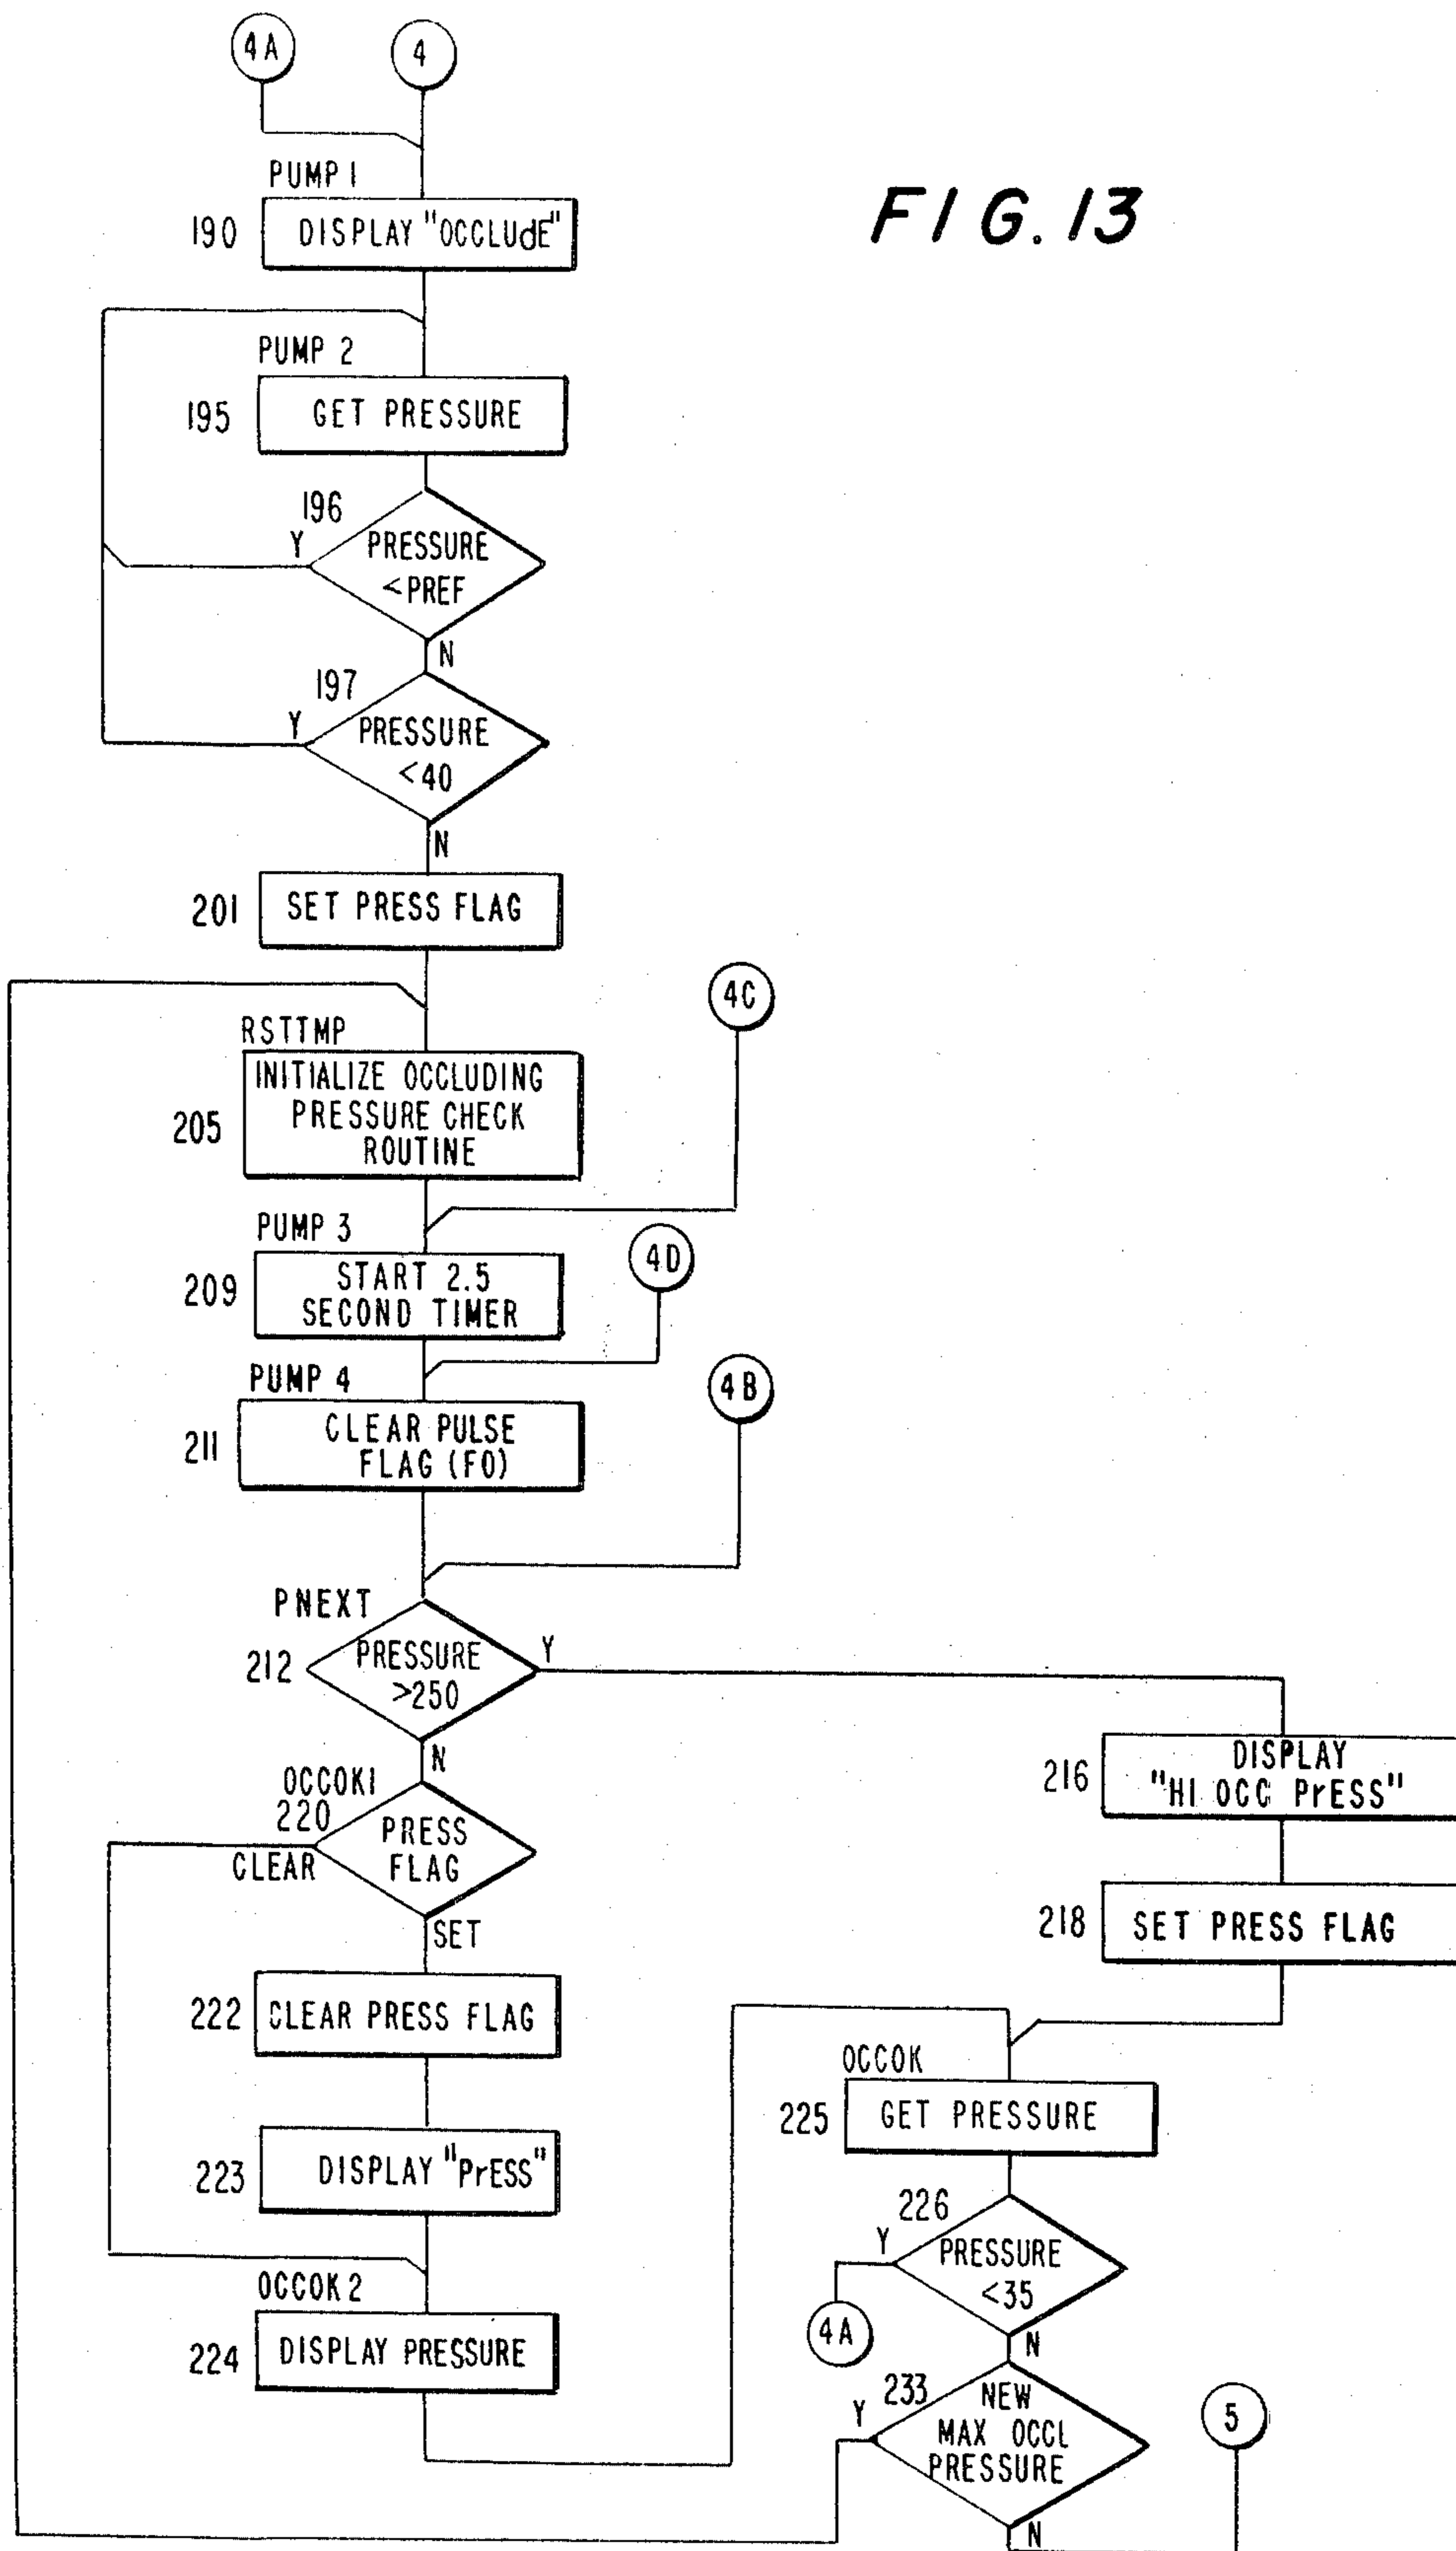 4A
4
FIG. 13
PUMP 1
190
DISPLAY "OCCLUdE"
PUMP 2
195
GET PRESSURE
196
Y
PRESSURE
<PREF
N
197
Y
PRESSURE
<40
N
201
SET PRESS FLAG
4C
RSTTMP
205
INITIALIZE OCCLUDING
PRESSURE CHECK
ROUTINE
PUMP 3
209
START 2.5
SECOND TIMER
4D
PUMP 4
211
CLEAR PULSE
FLAG (F0)
4B
PNEXT
212
PRESSURE
>250
Y
N
216
DISPLAY
"HI OCC PrESS"
218
SET PRESS FLAG
OCCOK1
220
PRESS
FLAG
CLEAR
SET
222
CLEAR PRESS FLAG
223
DISPLAY "PrESS"
OCCOK2
224
DISPLAY PRESSURE
OCCOK
225
GET PRESSURE
226
Y
PRESSURE
<35
4A
N
233
Y
NEW
MAX OCCL
PRESSURE
N
5